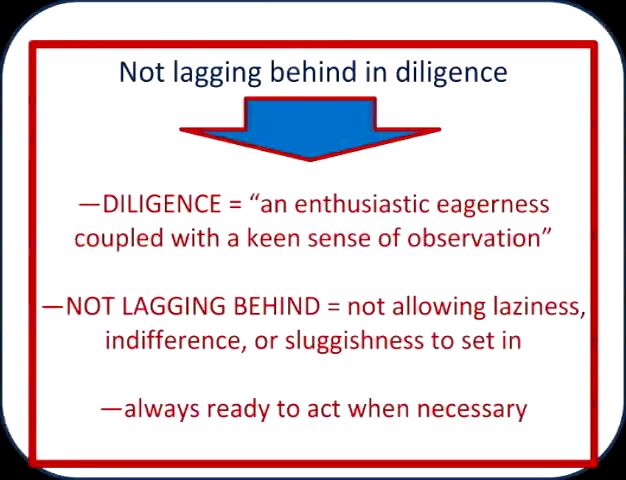 Not lagging behind in diligence
—DILIGENCE = “an enthusiastic eagerness
coupled with a keen sense of observation”
—NOT LAGGING BEHIND = not allowing laziness,
indifference, or sluggishness to set in
—always ready to act when necessary